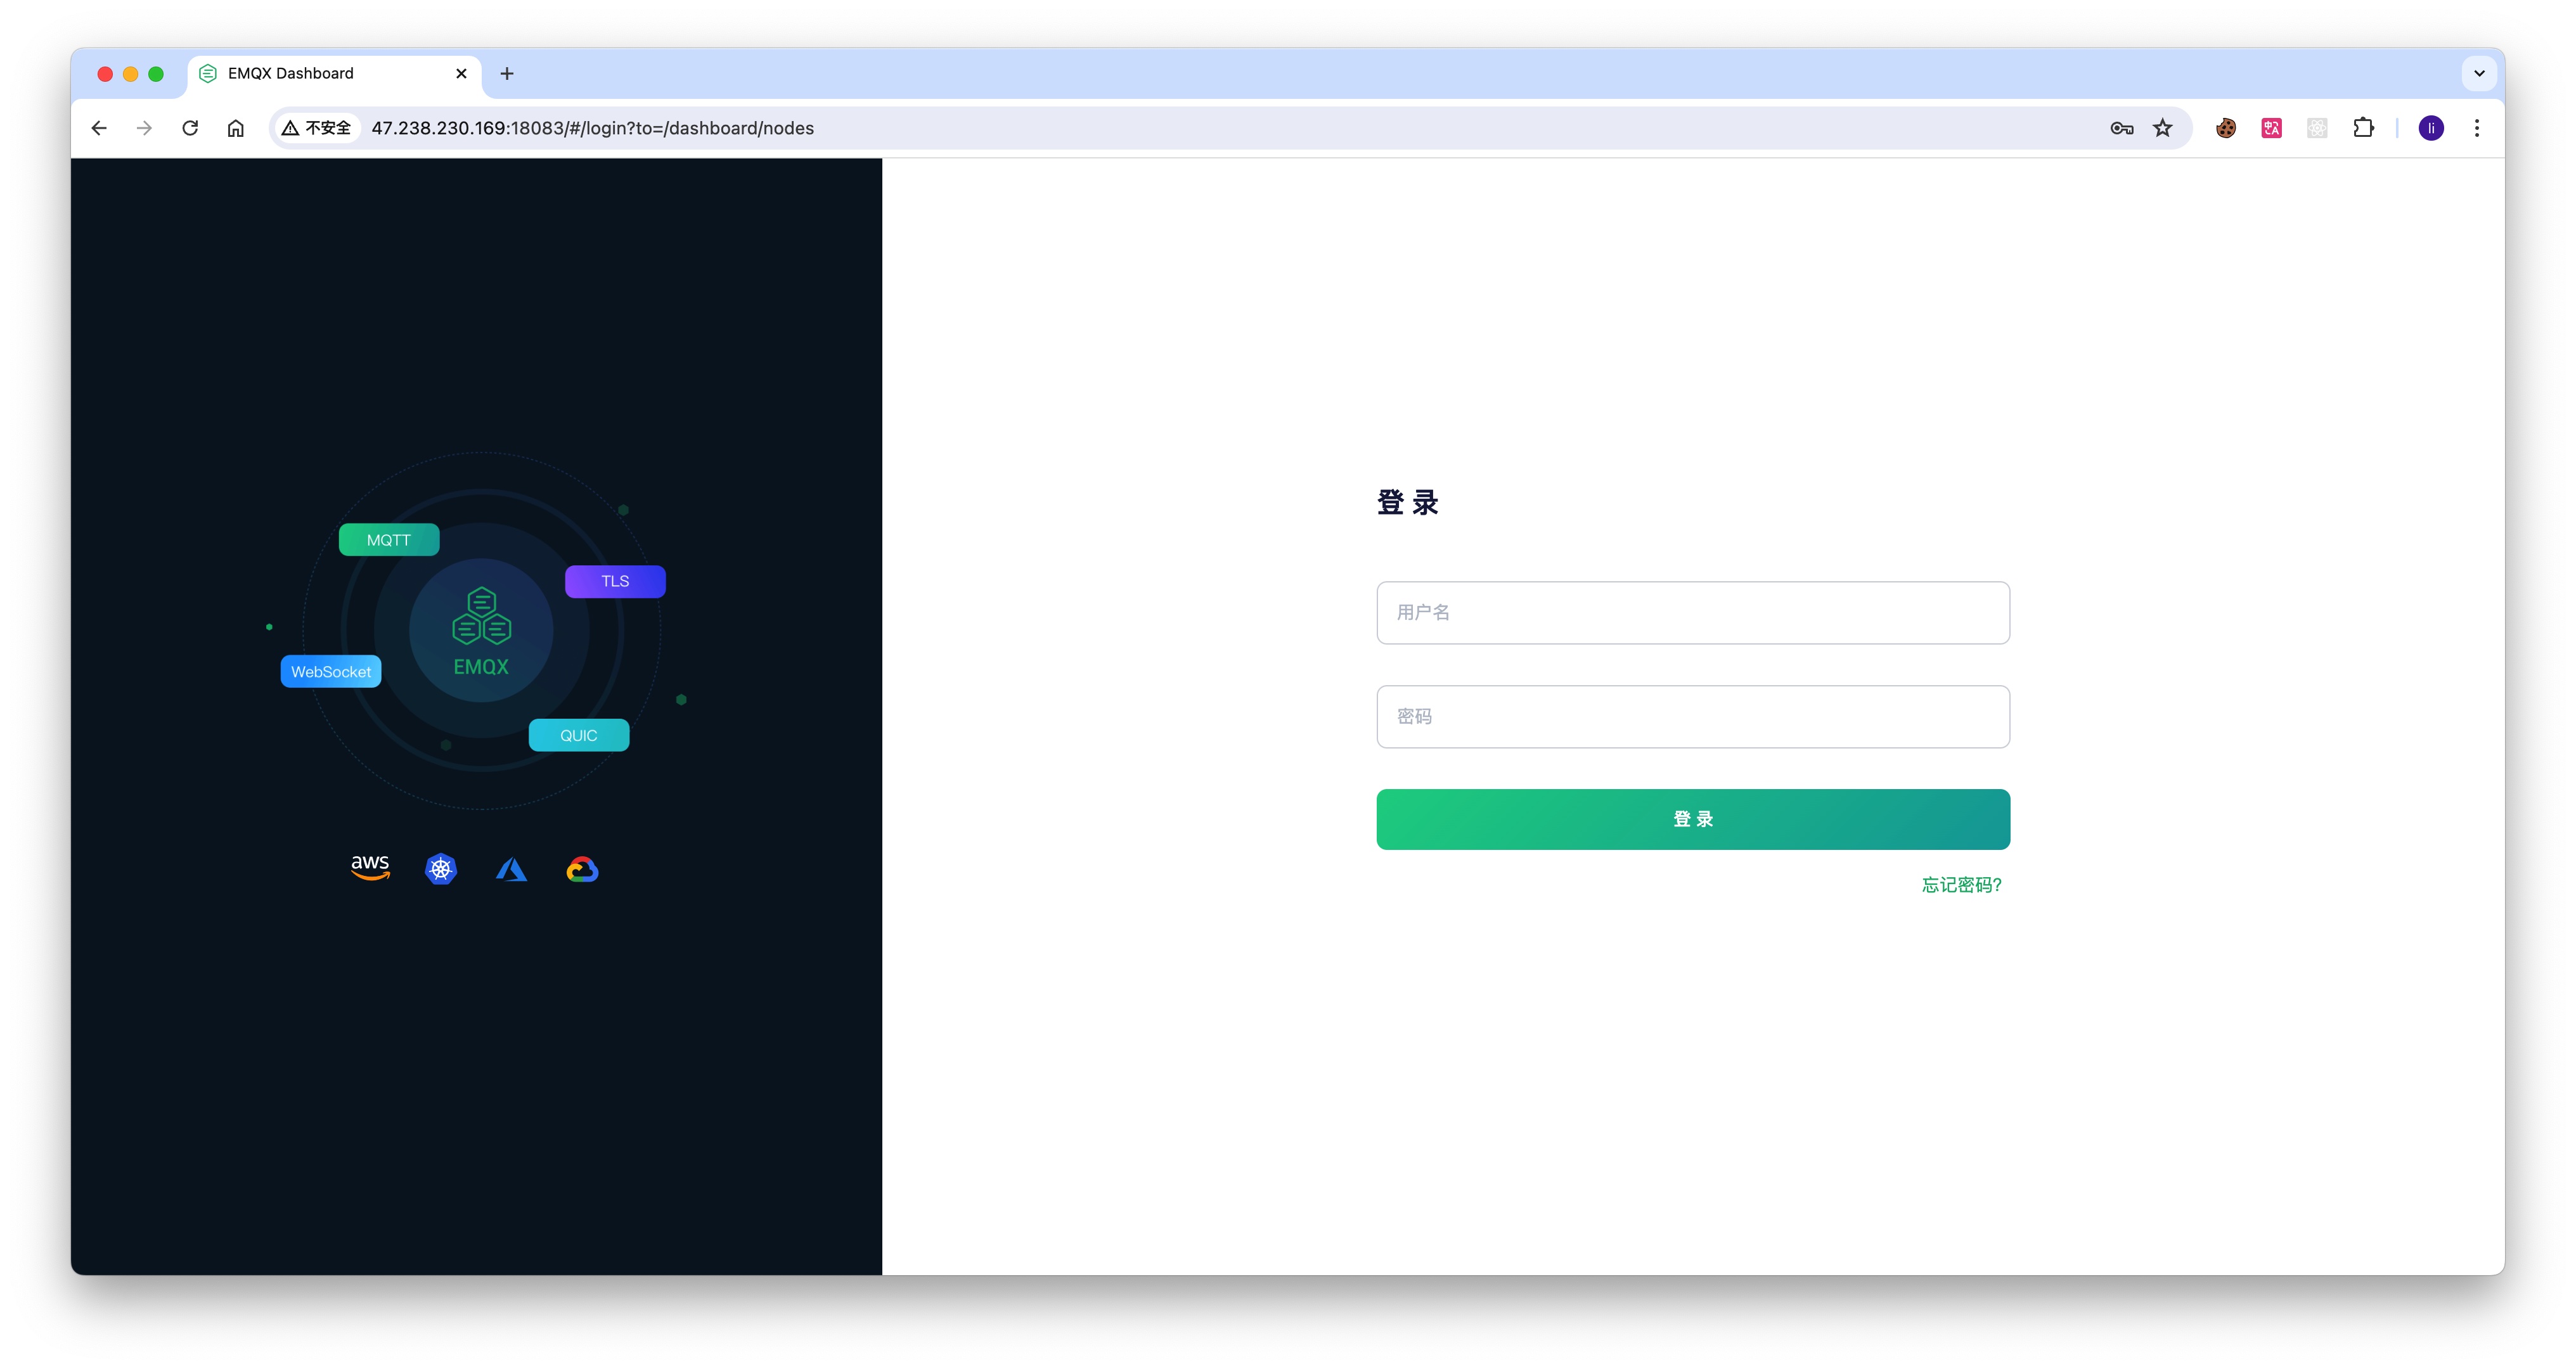 EMQX Dashboard
不安全
47.238.230.169:18083/#/login?to=/dashboard/nodes
li
MQTT
TLS
EMQX
WebSocket
QUIC
aws
登 录
用户名
密码
登 录
忘记密码?